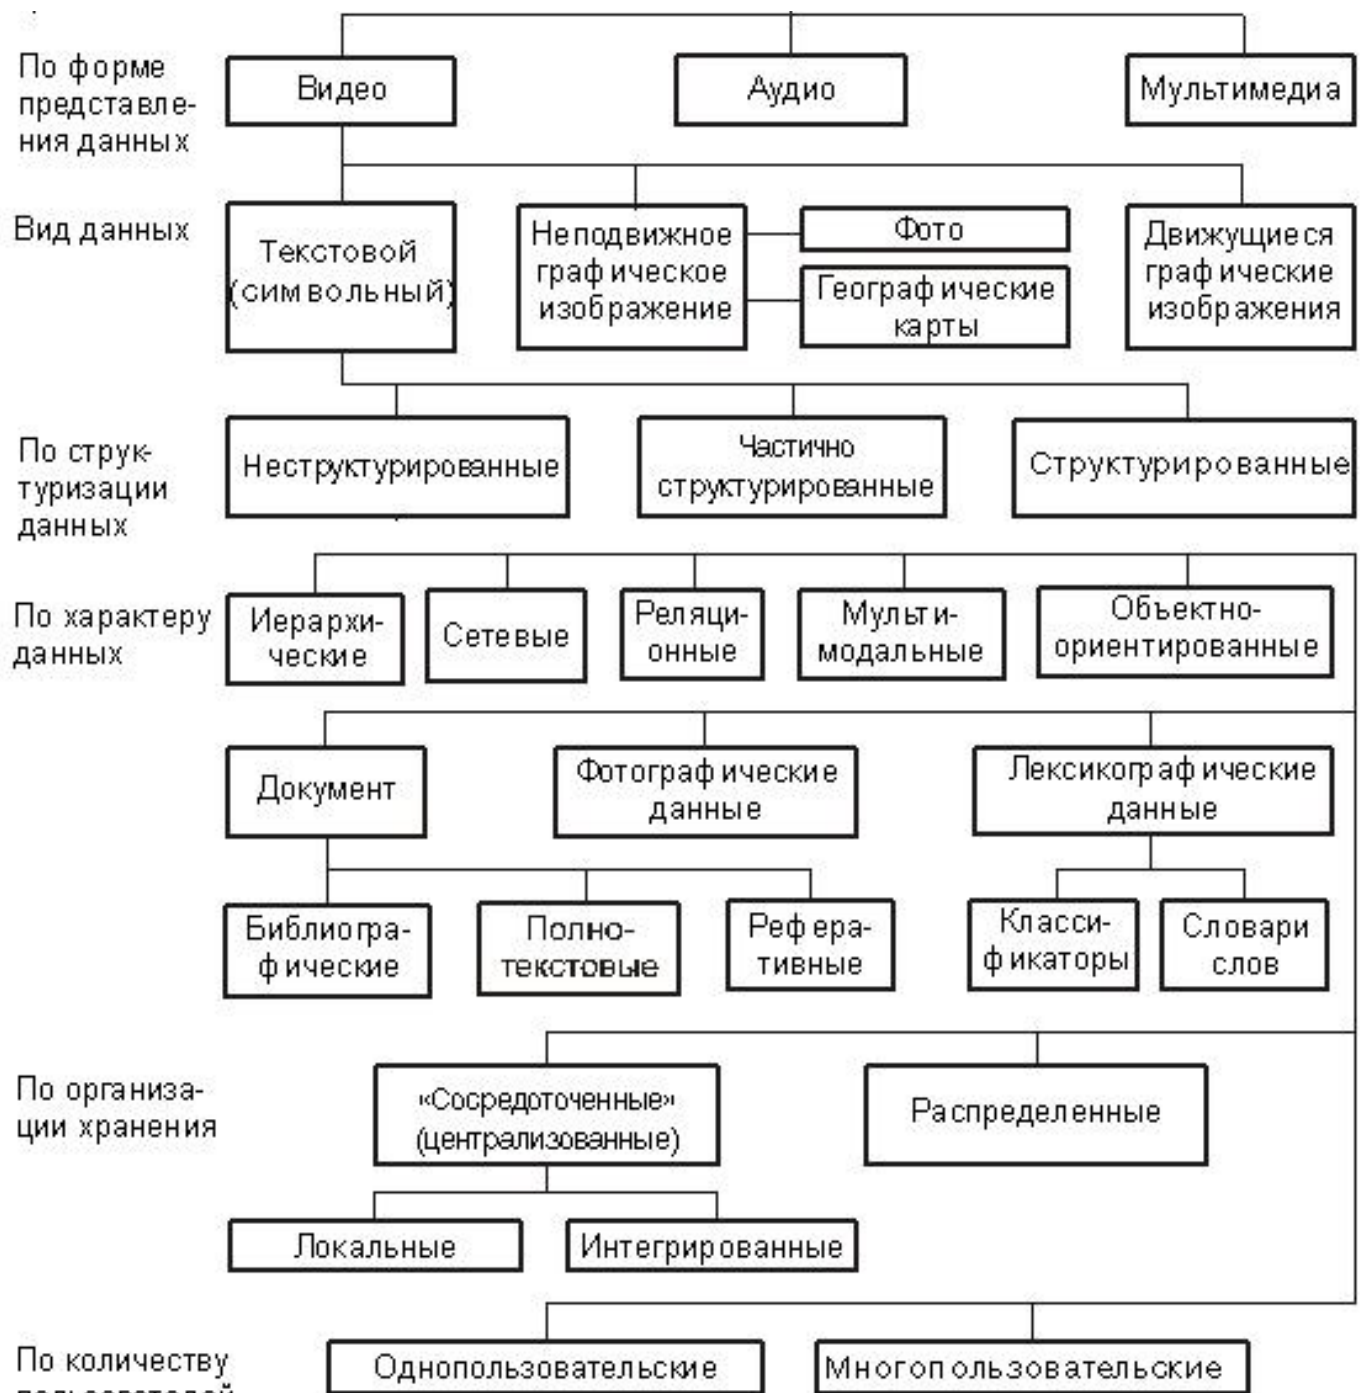 По форме
представле-
ния данных
Видео
Аудио
Мультимедиа
Вид данных
Текстовой
(символьный)
Неподвижное
графическое
изображение
Фото
Географические
карты
Движущиеся
графические
изображения
По струк-
туризации
данных
Неструктурированные
Частично
структурированные
Структурированные
По характеру
данных
Иерархи-
ческие
Сетевые
Реляци-
онные
Мульти-
модальные
Объектно-
ориентированные
Документ
Фотографические
данные
Лексикографические
данные
Библиогра-
фические
Полно-
текстовые
Рефера-
тивные
Класси-
фикаторы
Словари
слов
По организа-
ции хранения
«Сосредоточенные»
(централизованные)
Распределенные
Локальные
Интегрированные
По количеству
пользователей
Однопользовательские
Многопользовательские